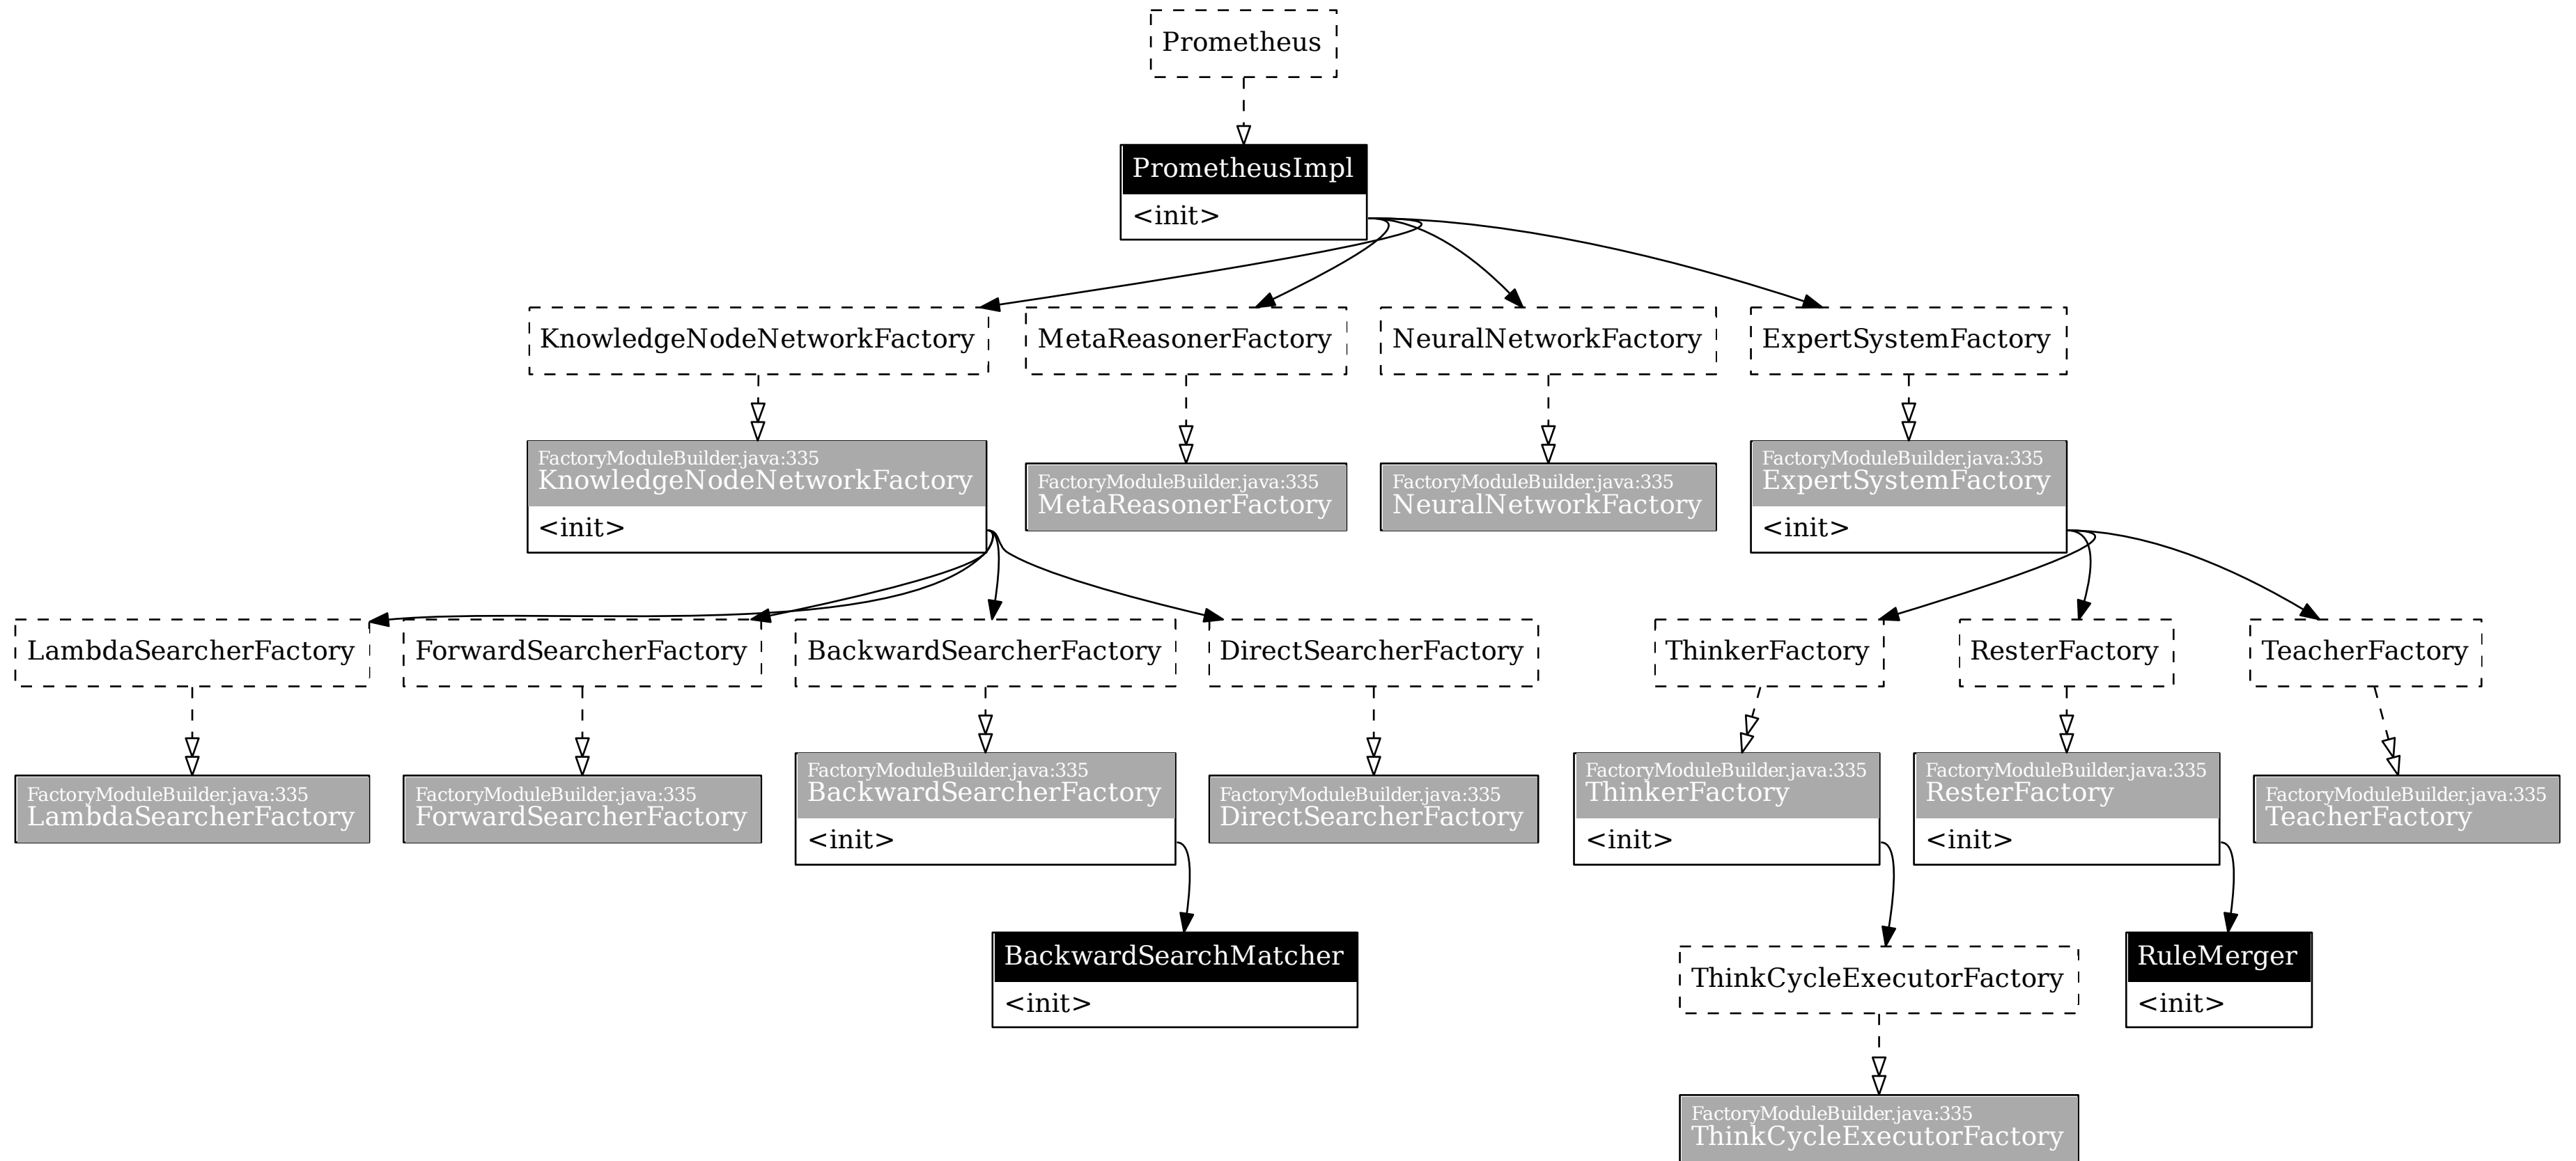 Prometheus
PrometheusImpl
<init>
KnowledgeNodeNetworkFactory
MetaReasonerFactory
NeuralNetworkFactory
ExpertSystemFactory
FactoryModuleBuilder.java:335
KnowledgeNodeNetworkFactory
<init>
FactoryModuleBuilder.java:335
MetaReasonerFactory
FactoryModuleBuilder.java:335
NeuralNetworkFactory
FactoryModuleBuilder.java:335
ExpertSystemFactory
<init>
LambdaSearcherFactory
ForwardSearcherFactory
BackwardSearcherFactory
DirectSearcherFactory
ThinkerFactory
ResterFactory
TeacherFactory
FactoryModuleBuilder.java:335
LambdaSearcherFactory
FactoryModuleBuilder.java:335
ForwardSearcherFactory
FactoryModuleBuilder.java:335
BackwardSearcherFactory
<init>
FactoryModuleBuilder.java:335
DirectSearcherFactory
FactoryModuleBuilder.java:335
ThinkerFactory
<init>
FactoryModuleBuilder.java:335
ResterFactory
<init>
FactoryModuleBuilder.java:335
TeacherFactory
BackwardSearchMatcher
<init>
ThinkCycleExecutorFactory
RuleMerger
<init>
FactoryModuleBuilder.java:335
ThinkCycleExecutorFactory